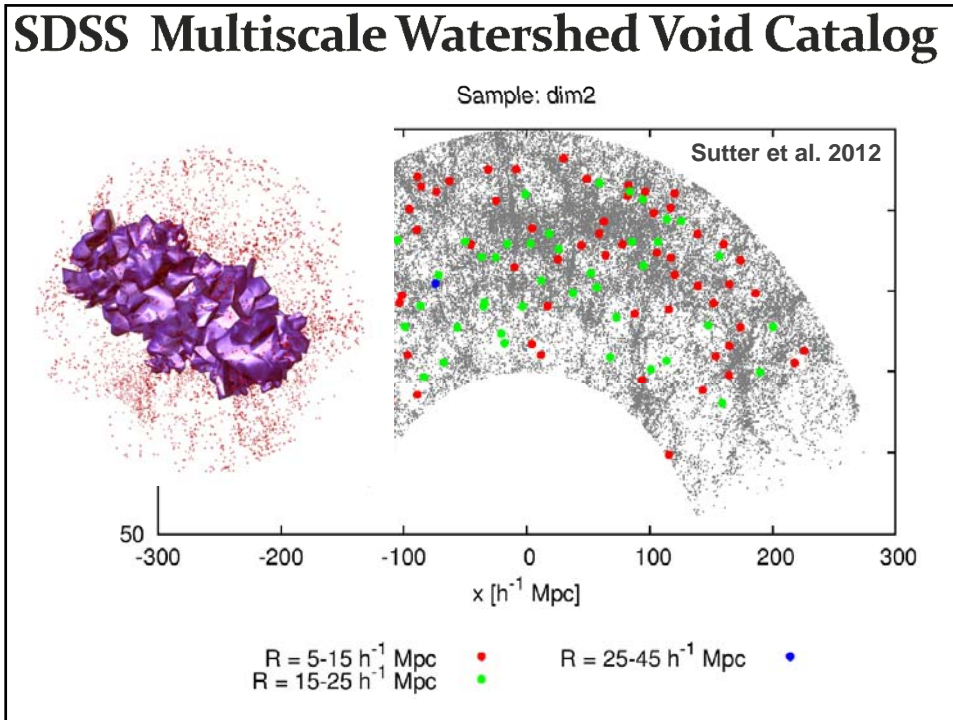 SDSS Multiscale Watershed Void Catalog
Sample: dim2
Sutter et al. 2012
50
-300 -200 -100 0 100 200 300
x [h⁻¹ Mpc]
R = 5-15 h⁻¹ Mpc
R = 25-45 h⁻¹ Mpc
R = 15-25 h⁻¹ Mpc